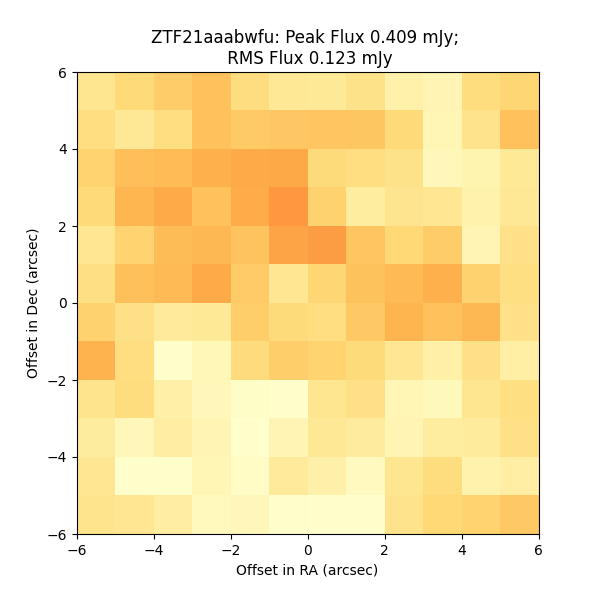 ZTF21aaabwfu: Peak Flux 0.409 mJy;
RMS Flux 0.123 mJy
6
4
2
0
−2
−4
−6
Offset in Dec (arcsec)
−6 −4 −2 0 2 4 6
Offset in RA (arcsec)